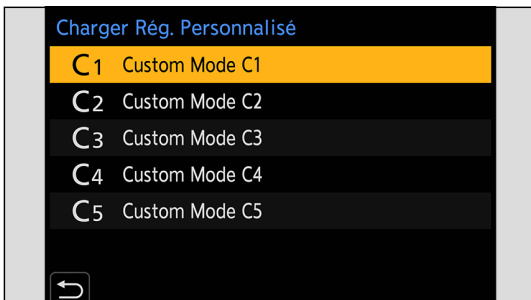 Charger Rég. Personnalisé
C1 Custom Mode C1
C2 Custom Mode C2
C3 Custom Mode C3
C4 Custom Mode C4
C5 Custom Mode C5